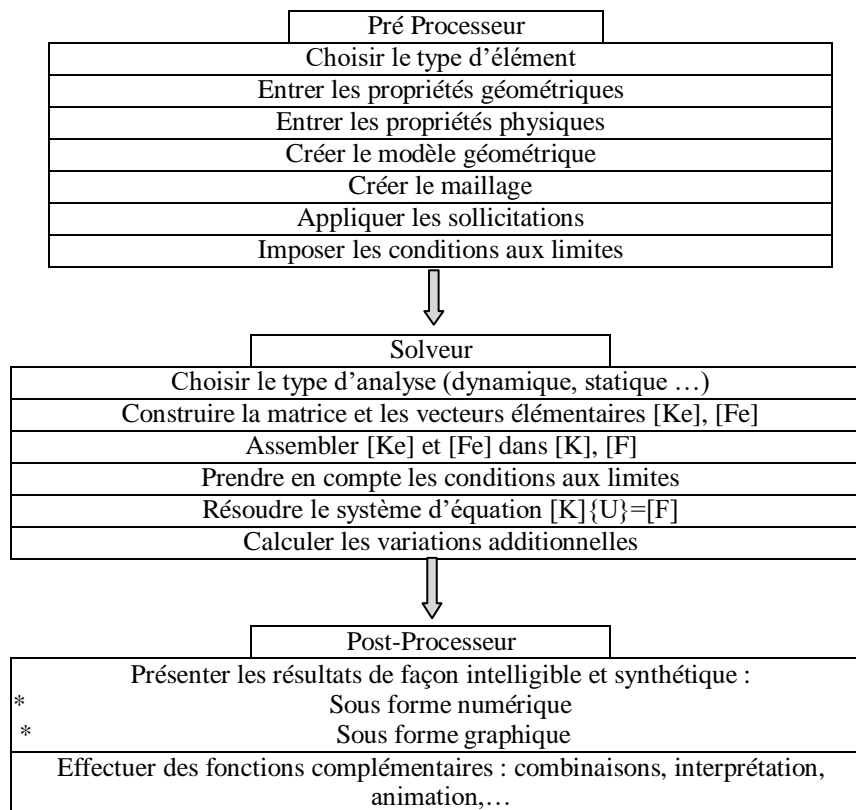 Pré Processeur
Choisir le type d’élément
Entrer les propriétés géométriques
Entrer les propriétés physiques
Créer le modèle géométrique
Créer le maillage
Appliquer les sollicitations
Imposer les conditions aux limites
Solveur
Choisir le type d’analyse (dynamique, statique …)
Construire la matrice et les vecteurs élémentaires [Ke], [Fe]
Assembler [Ke] et [Fe] dans [K], [F]
Prendre en compte les conditions aux limites
Résoudre le système d’équation [K]{U}=[F]
Calculer les variations additionnelles
Post-Processeur
Présenter les résultats de façon intelligible et synthétique :
* Sous forme numérique
* Sous forme graphique
Effectuer des fonctions complémentaires : combinaisons, interprétation,
animation,…